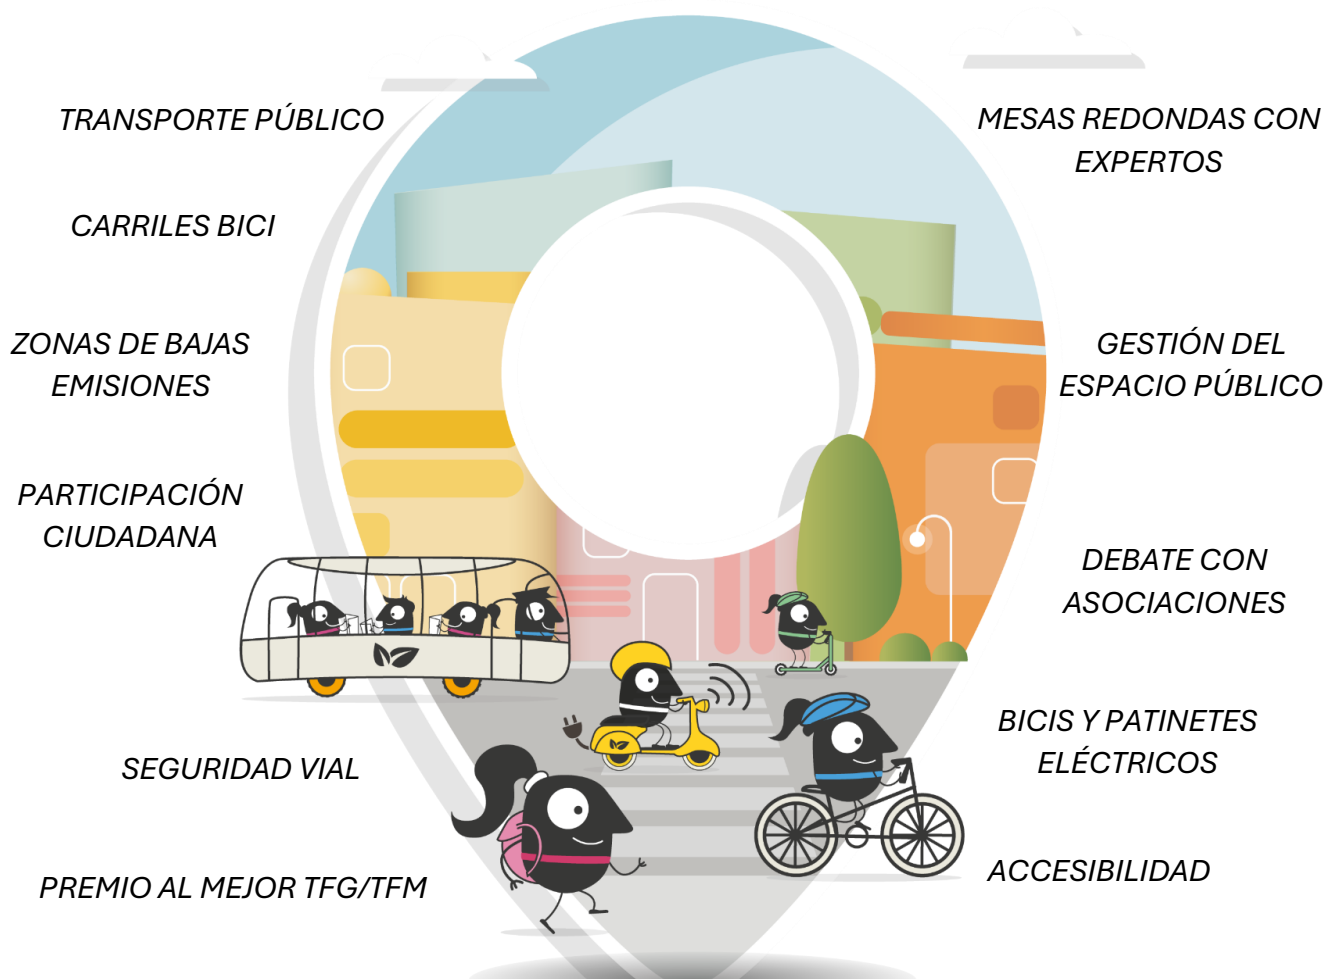 TRANSPORTE PÚBLICO
CARRILES BICI
ZONAS DE BAJAS
EMISIONES
PARTICIPACIÓN
CIUDADANA
SEGURIDAD VIAL
PREMIO AL MEJOR TFG/TFM
MESAS REDONDAS CON
EXPERTOS
GESTIÓN DEL
ESPACIO PÚBLICO
DEBATE CON
ASOCIACIONES
BICIS Y PATINETES
ELÉCTRICOS
ACCESIBILIDAD